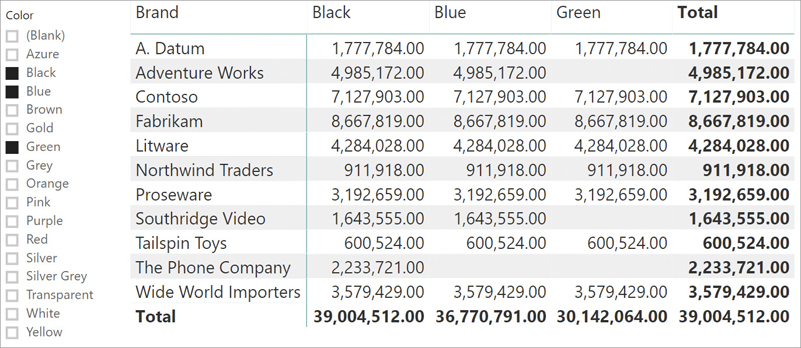 Color
(Blank)
Azure
Black
Blue
Brown
Gold
Green
Grey
Orange
Pink
Purple
Red
Silver
Silver Grey
Transparent
White
Yellow
Brand Black Blue Green Total
A. Datum 1,777,784.00 1,777,784.00 1,777,784.00 1,777,784.00
Adventure Works 4,985,172.00 4,985,172.00 4,985,172.00
Contoso 7,127,903.00 7,127,903.00 7,127,903.00 7,127,903.00
Fabrikam 8,667,819.00 8,667,819.00 8,667,819.00 8,667,819.00
Litware 4,284,028.00 4,284,028.00 4,284,028.00 4,284,028.00
Northwind Traders 911,918.00 911,918.00 911,918.00 911,918.00
Proseware 3,192,659.00 3,192,659.00 3,192,659.00 3,192,659.00
Southridge Video 1,643,555.00 1,643,555.00 1,643,555.00
Tailspin Toys 600,524.00 600,524.00 600,524.00 600,524.00
The Phone Company 2,233,721.00 2,233,721.00
Wide World Importers 3,579,429.00 3,579,429.00 3,579,429.00 3,579,429.00
Total 39,004,512.00 36,770,791.00 30,142,064.00 39,004,512.00